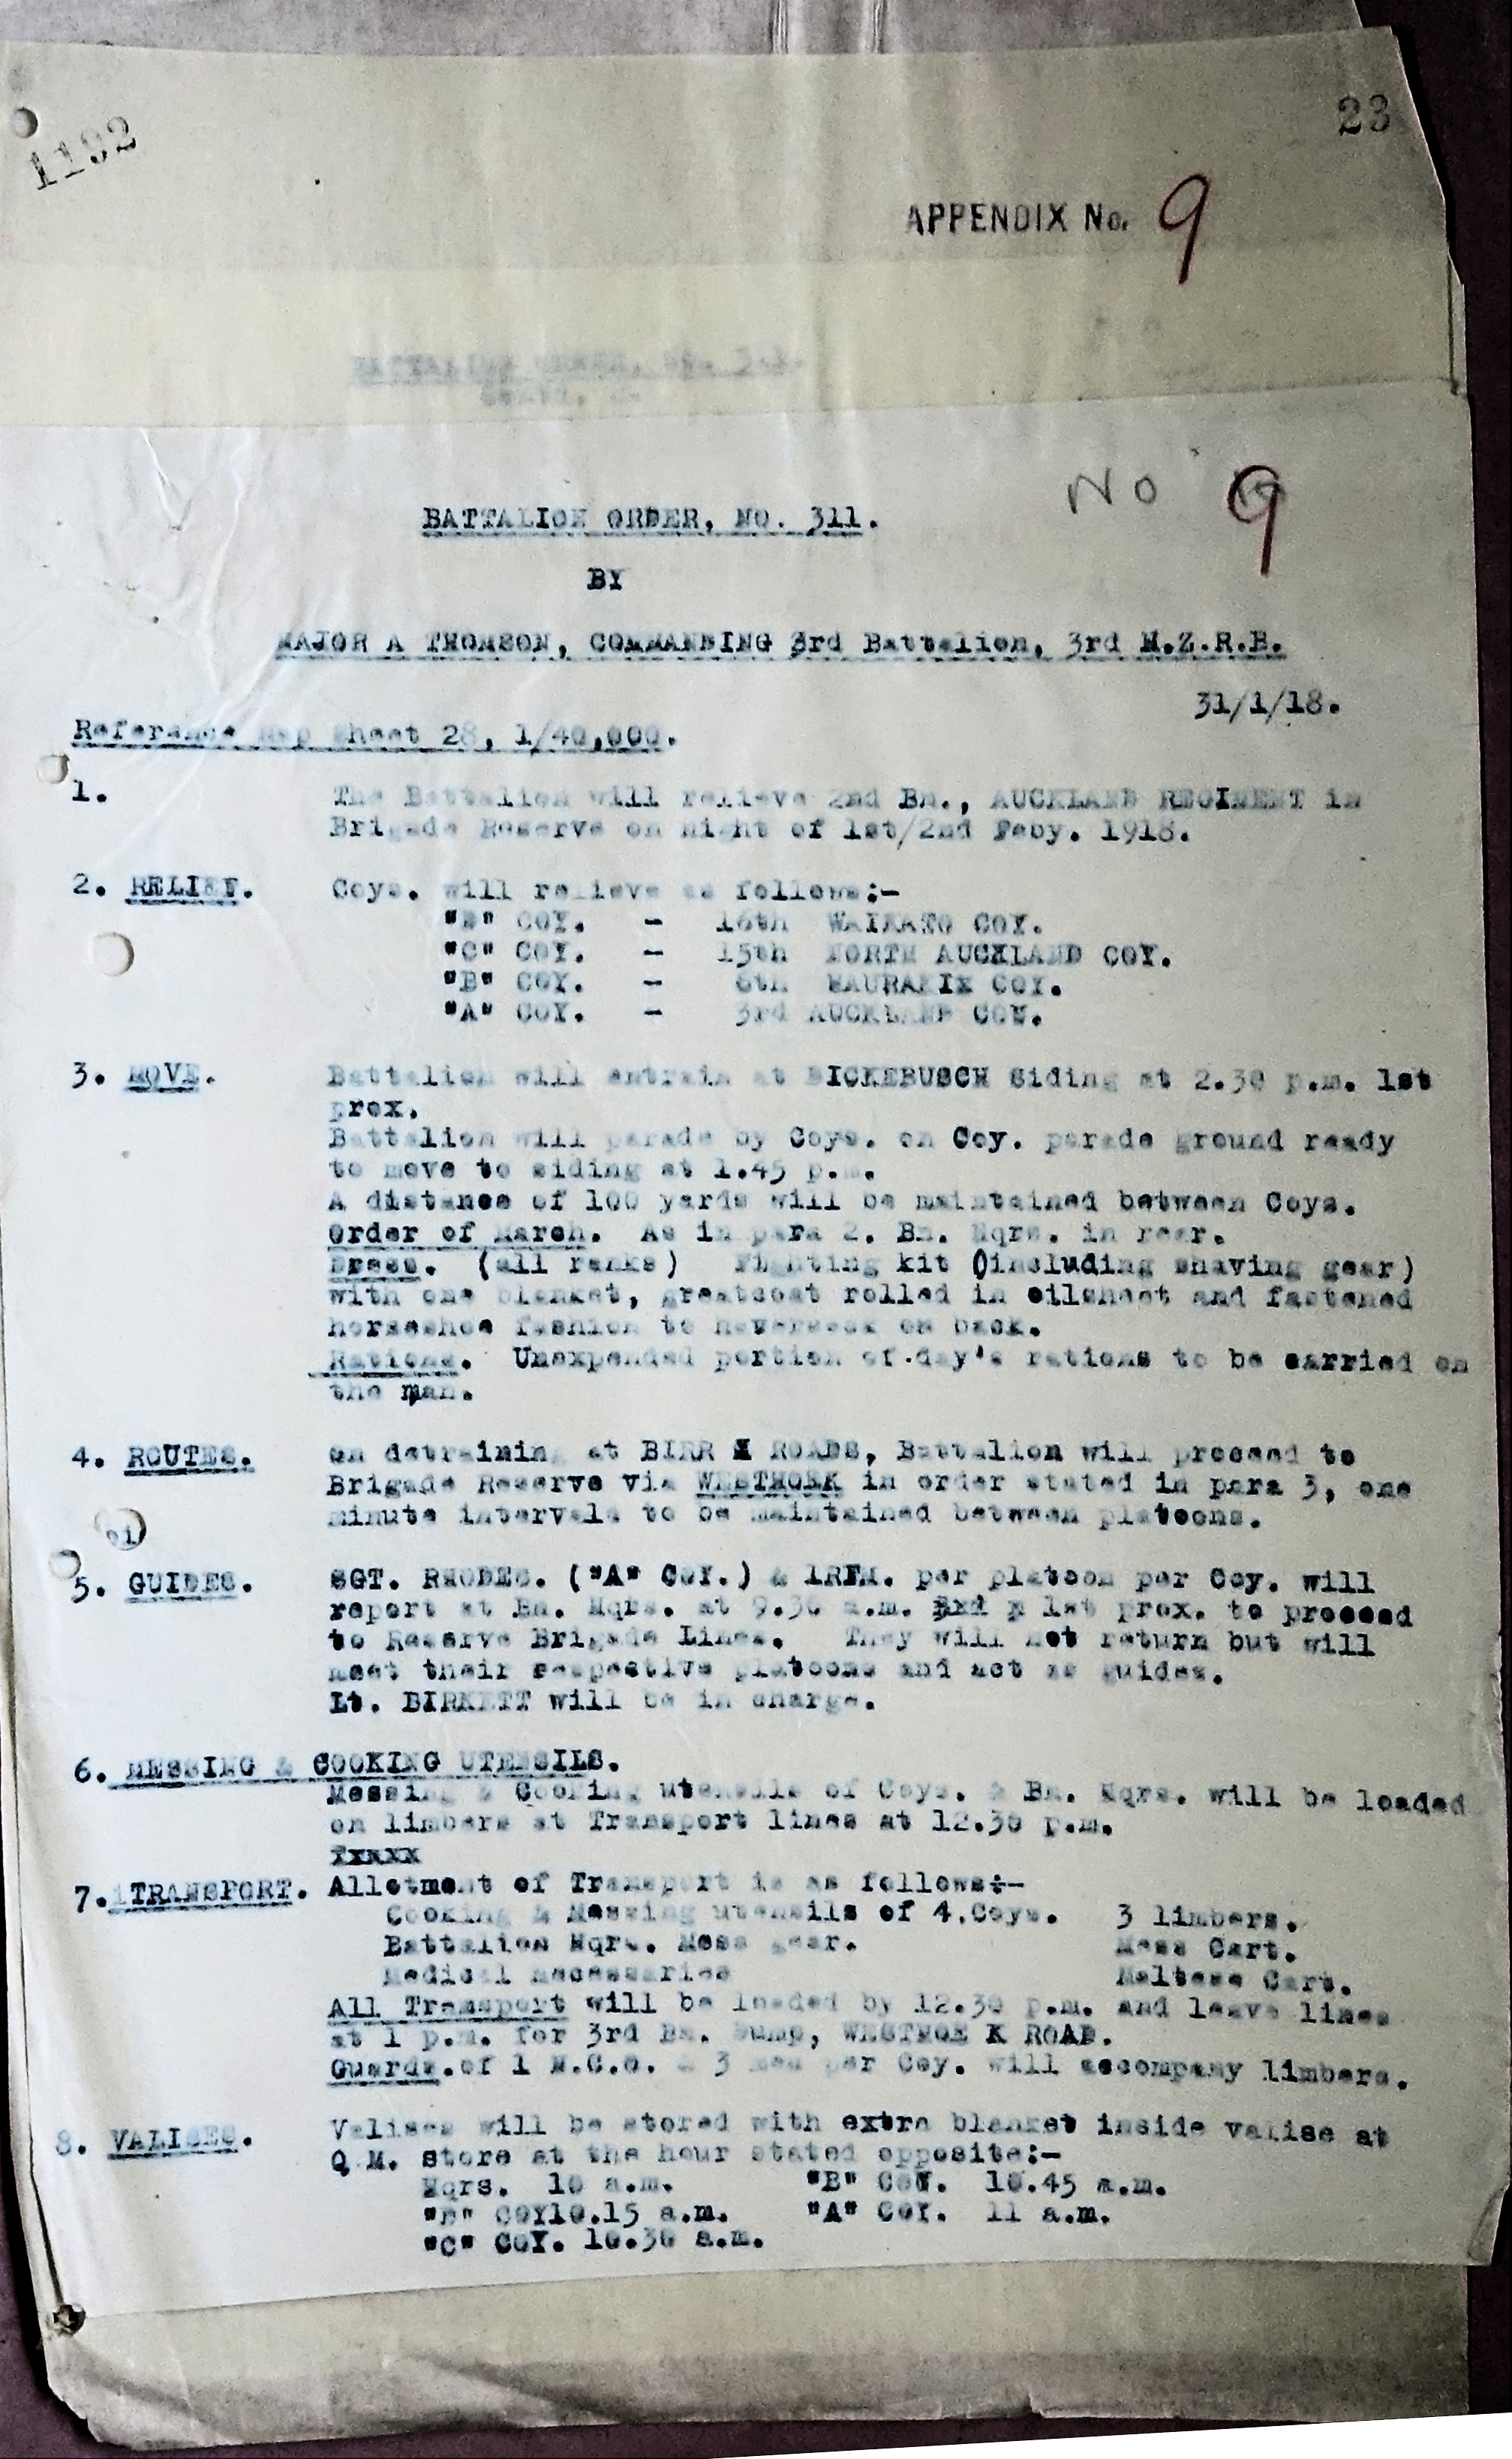 1192
23
APPENDIX No. 9
No 9
BATTALION ORDER, NO. 311.
BY
MAJOR A THOMSON, COMMANDING 3rd Battalion, 3rd N.Z.R.B.
31/1/18.
Reference Map Sheet 28, 1/40,000.
1. The Battalion will relieve 2nd Bn., AUCKLAND REGIMENT in
Brigade Reserve on night of 1st/2nd Feby. 1918.
2. RELIEF. Coys. will relieve as follows:-
COY. - 16th WAIKATO COY.
"C" COY. - 15th NORTH AUCKLAND COY.
"B" COY. - 6th HAURAKIX COY.
"A" COY. - 3rd AUCKLAND COY.
3. MOVE. Battalion will entrain at DICKEBUSCH Siding at 2.30 p.m. 1st
prox.
Battalion will parade by Coys. on Coy. parade ground ready
to move to siding at 1.45 p.m.
A distance of 100 yards will be maintained between Coys.
Order of March. As in para 2. Bn. Hqrs. in rear.
Dress. (all ranks) Fighting kit (including shaving gear)
with one blanket, greatcoat rolled in oilsheet and fastened
horseshoe fashion to haversack on back.
Rations. Unexpended portion of day's rations to be carried on
the man.
4. ROUTES. On detraining at BIRR X ROADS, Battalion will proceed to
Brigade Reserve via WESTHOEK in order stated in para 3, one
minute intervals to be maintained between platoons.
5. GUIDES. SGT. RHODES. ("A" COY.) & 1RFM. per platoon per Coy. will
report at Bn. Hqrs. at 9.30 a.m. 1st prox. to proceed
to Reserve Brigade Lines. They will not return but will
meet their respective platoons and act as guides.
Lt. BIRKETT will be in charge.
6. MESSING & COOKING UTENSILS.
Messing & Cooking utensils of Coys. & Bn. Hqrs. will be loaded
on limbers at Transport lines at 12.30 p.m.
7. TRANSPORT. Allotment of Transport is as follows:-
Cooking & Messing utensils of 4.Coys. 3 limbers.
Battalion Hqrs. Mess gear. Mess Cart.
Medical necessaries Maltese Cart.
All Transport will be loaded by 12.30 p.m. and leave lines
at 1 p.m. for 3rd Bn. Dump, WESTHOE K ROAD.
Guards.of 1 N.C.O. & 3 men per Coy. will accompany limbers.
8. VALISES. Valises will be stored with extra blanket inside valise at
Q M. store at the hour stated opposite:-
Hqrs. 10 a.m. "B" COY. 10.45 a.m.
COY10.15 a.m. "A" COY. 11 a.m.
"C" COY. 10.30 a.m.